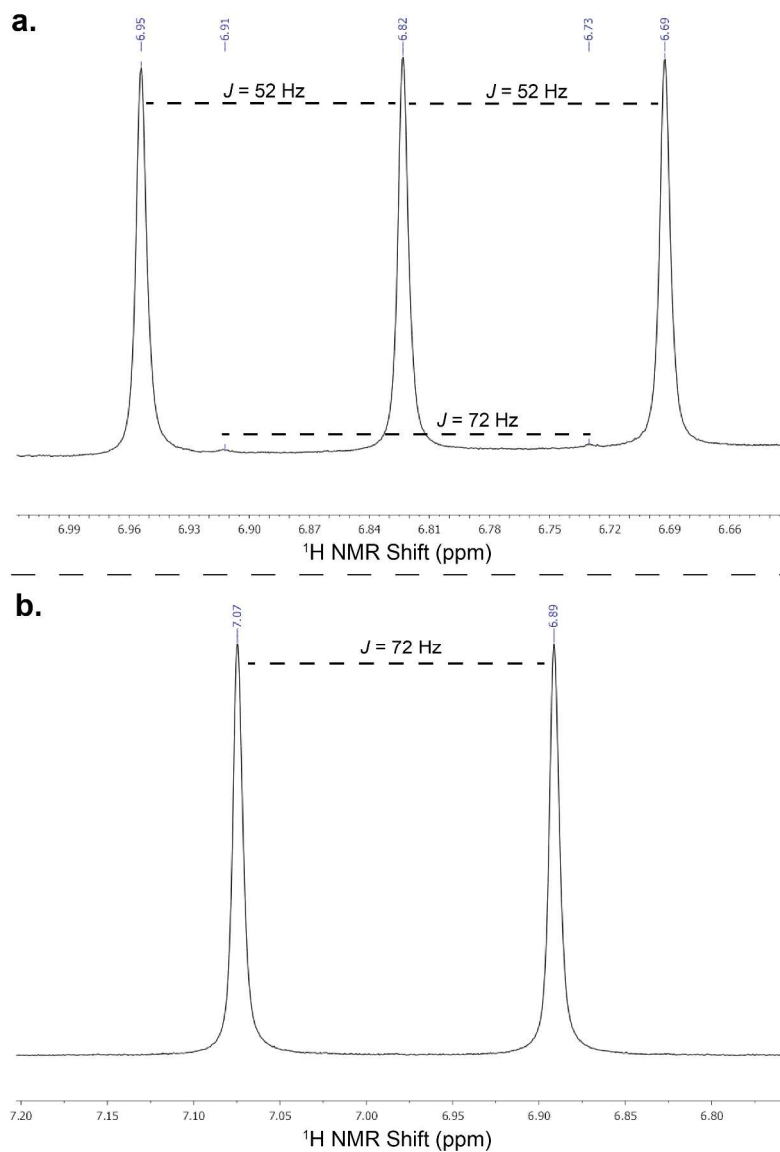 a.
6.95 6.91 6.82 6.73 6.69
J = 52 Hz J = 52 Hz
J = 72 Hz
6.99 6.96 6.93 6.90 6.87 6.84 6.81 6.78 6.75 6.72 6.69 6.66
¹H NMR Shift (ppm)
b.
7.07 6.89
J = 72 Hz
7.20 7.15 7.10 7.05 7.00 6.95 6.90 6.85 6.80
¹H NMR Shift (ppm)